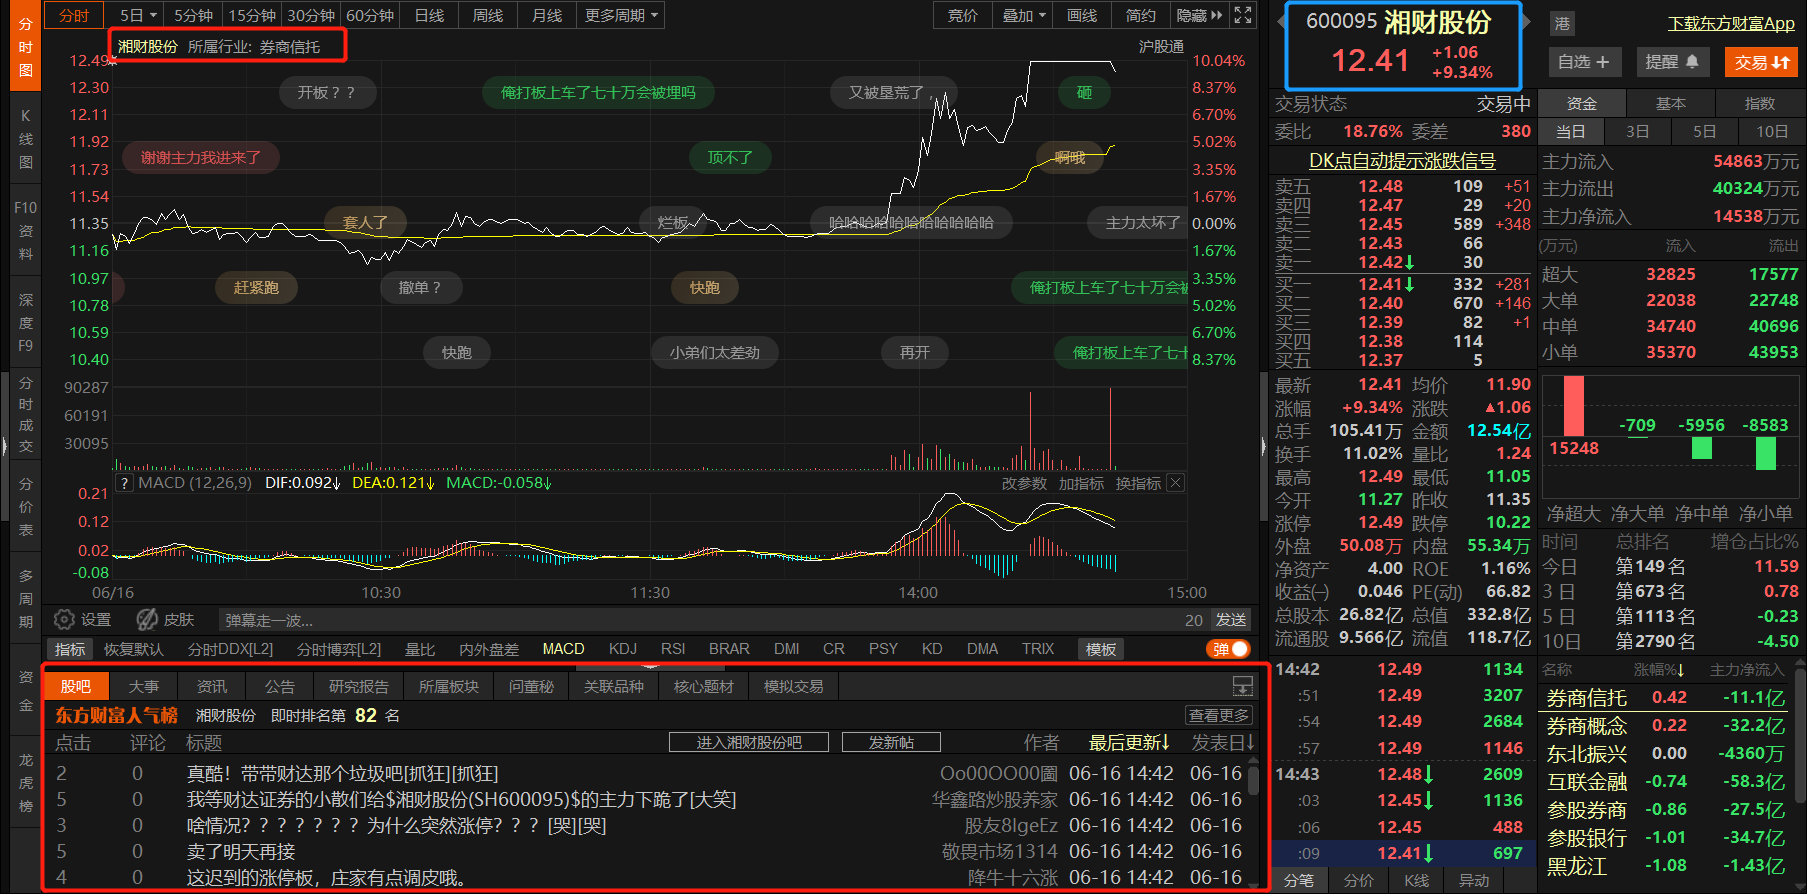 分时 5日 5分钟 15分钟 30分钟 60分钟 日线 周线 月线 更多周期 竞价 叠加 画线 简约 隐藏
600095 湘财股份
12.41 +1.06
+9.34%
港 下载东方财富App
自选 + 提醒 交易
分时图
K线图
F10资料
深度F9
分时成交
分价表
多周期
资金
龙虎榜
湘财股份 所属行业: 券商信托 沪股通
12.49 10.04%
12.30 8.37%
12.11 6.70%
11.92 5.02%
11.73 3.35%
11.54 1.67%
11.35 0.00%
11.16 1.67%
10.97 3.35%
10.78 5.02%
10.59 6.70%
10.40 8.37%
开板？？ 俺打板上车了七十万会被埋吗 又被垦荒了， 砸
谢谢主力我进来了 顶不了 啊哦
套人了 烂板 哈哈哈哈哈哈哈哈哈哈哈 主力太坏了
赶紧跑 撤单？ 快跑 俺打板上车了七十万会被
快跑 小弟们太差劲 再开 俺打板上车了七十
90287
60191
30095
? MACD (12,26,9) DIF:0.092↓ DEA:0.121↓ MACD:-0.058↓ 改参数 加指标 换指标
0.21
0.12
0.02
-0.08
06/16 10:30 11:30 14:00 15:00
设置 皮肤 弹幕走一波... 20 发送
指标 恢复默认 分时DDX[L2] 分时博弈[L2] 量比 内外盘差 MACD KDJ RSI BRAR DMI CR PSY KD DMA TRIX 模板 弹
股吧 大事 资讯 公告 研究报告 所属板块 问董秘 关联品种 核心题材 模拟交易
东方财富人气榜 湘财股份 即时排名第 82 名 查看更多
点击 评论 标题 进入湘财股份吧 发新帖 作者 最后更新↓ 发表日↓
2 0 真酷！带带财达那个垃圾吧[抓狂][抓狂] Oo00OO00圖 06-16 14:42 06-16
5 0 我等财达证券的小散们给$湘财股份(SH600095)$的主力下跪了[大笑] 华鑫路炒股养家 06-16 14:42 06-16
3 0 啥情况？？？？？？？为什么突然涨停？？？[哭][哭] 股友8IgeEz 06-16 14:42 06-16
5 0 卖了明天再接 敬畏市场1314 06-16 14:42 06-16
4 0 这迟到的涨停板，庄家有点调皮哦。 降牛十六涨 06-16 14:42 06-16
交易状态 交易中
委比 18.76% 委差 380
DK点自动提示涨跌信号
卖五 12.48 109 +51
卖四 12.47 29 +20
卖三 12.45 589 +348
卖二 12.43 66
卖一 12.42↓ 30
买一 12.41↓ 332 +281
买二 12.40 670 +146
买三 12.39 82 +1
买四 12.38 114
买五 12.37 5
最新 12.41 均价 11.90
涨幅 +9.34% 涨跌 ▲1.06
总手 105.41万 金额 12.54亿
换手 11.02% 量比 1.24
最高 12.49 最低 11.05
今开 11.27 昨收 11.35
涨停 12.49 跌停 10.22
外盘 50.08万 内盘 55.34万
净资产 4.00 ROE 1.16%
收益㈠ 0.046 PE(动) 66.82
总股本 26.82亿 总值 332.8亿
流通股 9.566亿 流值 118.7亿
14:42 12.49 1134
:51 12.49 3207
:54 12.49 2684
:57 12.49 1146
14:43 12.48↓ 2609
:03 12.45↓ 1136
:06 12.45 488
:09 12.41↓ 697
分笔 分价 K线 异动
资金 基本 指数
当日 3日 5日 10日
主力流入 54863万元
主力流出 40324万元
主力净流入 14538万元
(万元) 流入 流出
超大 32825 17577
大单 22038 22748
中单 34740 40696
小单 35370 43953
15248 -709 -5956 -8583
净超大 净大单 净中单 净小单
时间 总排名 增仓占比%
今日 第149名 11.59
3 日 第673名 0.78
5 日 第1113名 -0.23
10日 第2790名 -4.50
名称 涨幅%↓ 主力净流入
券商信托 0.42 -11.1亿
券商概念 0.22 -32.2亿
东北振兴 0.00 -4360万
互联金融 -0.74 -58.3亿
参股券商 -0.86 -27.5亿
参股银行 -1.01 -34.7亿
黑龙江 -1.08 -1.43亿